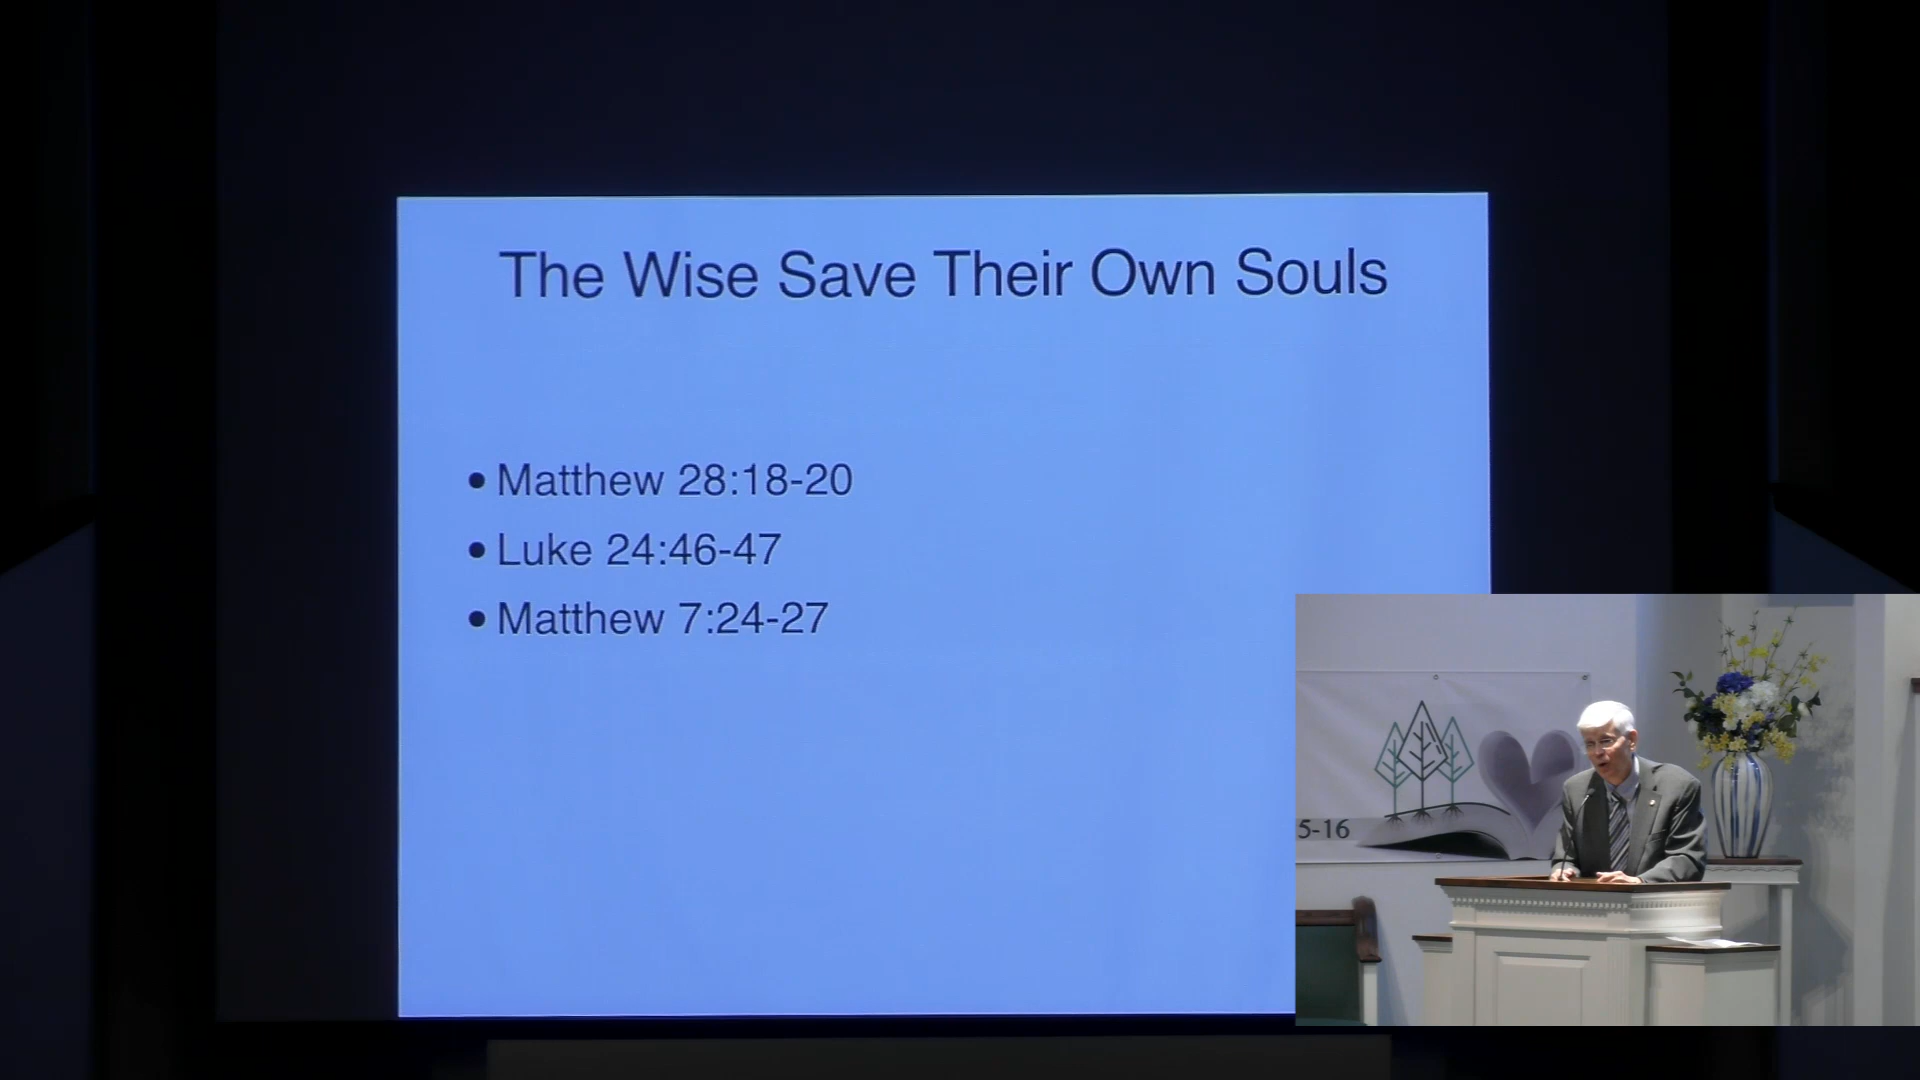 The Wise Save Their Own Souls
• Matthew 28:18-20
• Luke 24:46-47
• Matthew 7:24-27
5-16